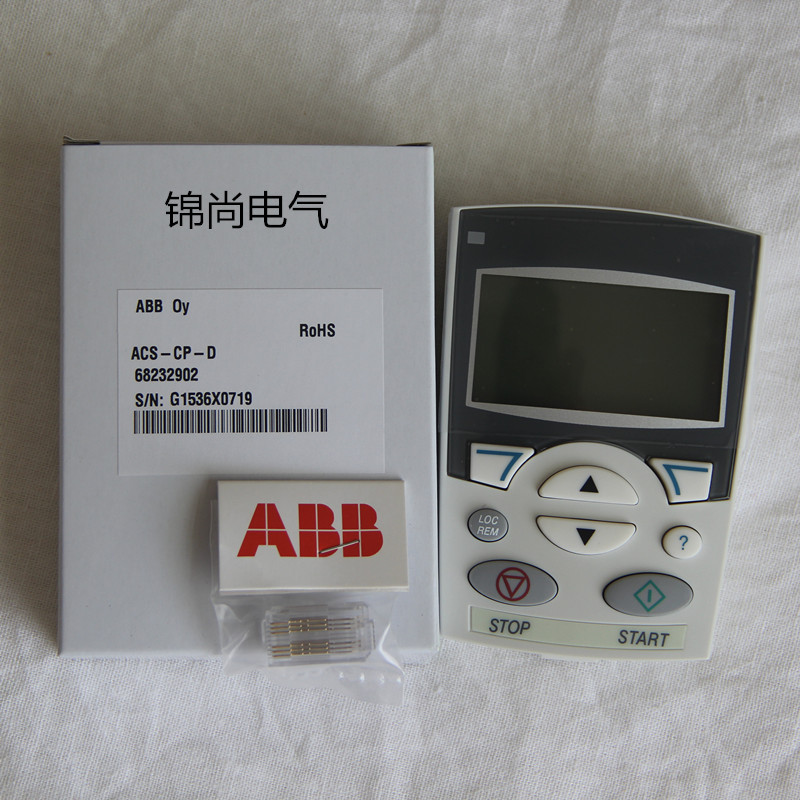 锦尚电气
ABB Oy
RoHS
ACS-CP-D
68232902
S/N: G1536X0719
ABB
LOC
REM
?
STOP
START